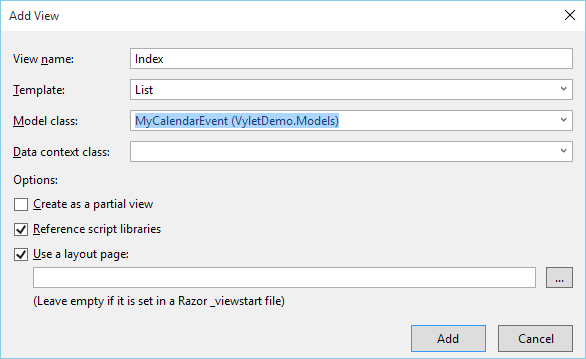 Add View
View name: Index
Template: List
Model class: MyCalendarEvent (VyletDemo.Models)
Data context class:
Options:
Create as a partial view
Reference script libraries
Use a layout page:
...
(Leave empty if it is set in a Razor _viewstart file)
Add Cancel